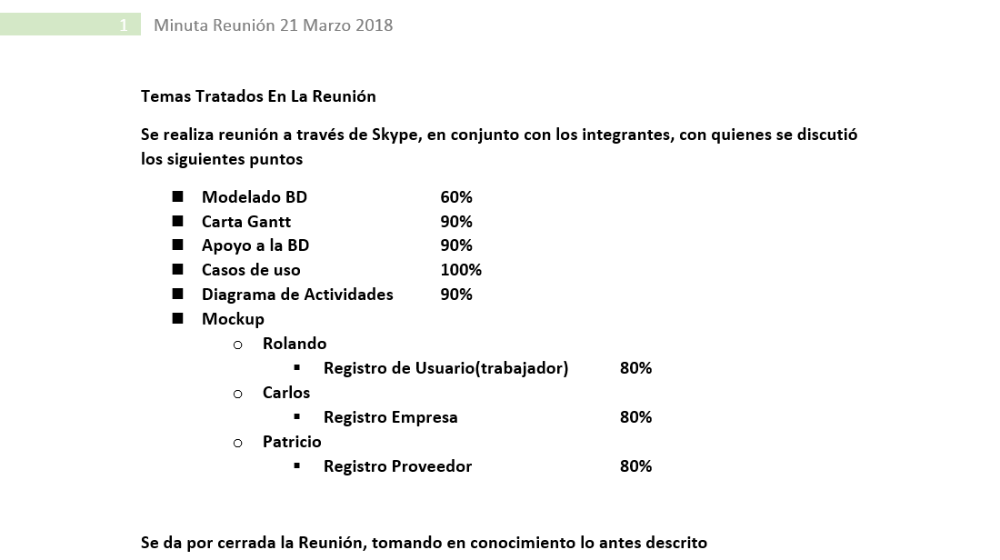 1 Minuta Reunión 21 Marzo 2018
Temas Tratados En La Reunión
Se realiza reunión a través de Skype, en conjunto con los integrantes, con quienes se discutió
los siguientes puntos
■ Modelado BD 60%
■ Carta Gantt 90%
■ Apoyo a la BD 90%
■ Casos de uso 100%
■ Diagrama de Actividades 90%
■ Mockup
o Rolando
▪ Registro de Usuario(trabajador) 80%
o Carlos
▪ Registro Empresa 80%
o Patricio
▪ Registro Proveedor 80%
Se da por cerrada la Reunión, tomando en conocimiento lo antes descrito